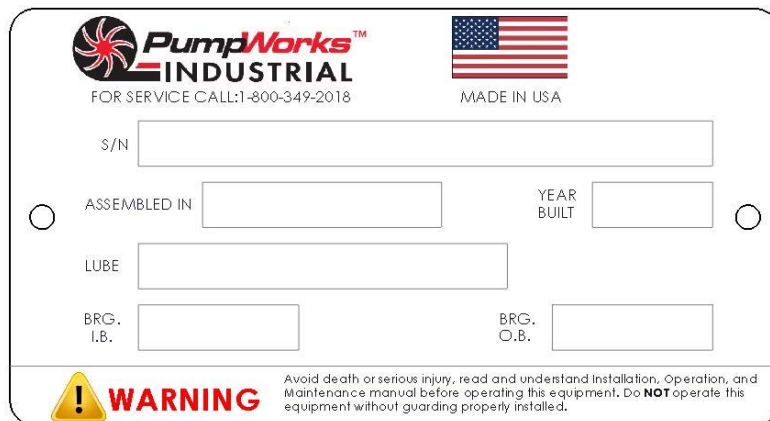 PumpWorks™
INDUSTRIAL
FOR SERVICE CALL:1-800-349-2018
MADE IN USA
S/N
ASSEMBLED IN
YEAR
BUILT
LUBE
BRG.
I.B.
BRG.
O.B.
WARNING
Avoid death or serious injury, read and understand Installation, Operation, and
Maintenance manual before operating this equipment. Do NOT operate this
equipment without guarding properly installed.